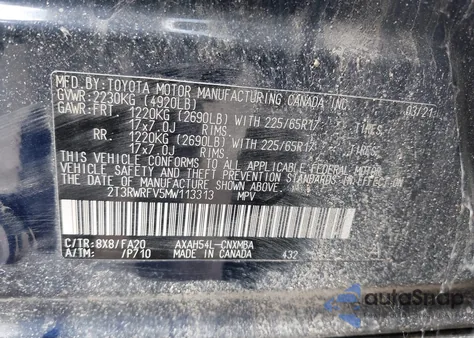 MFD. BY: TOYOTA MOTOR MANUFACTURING CANADA INC. 03/21
GVWR: 2230KG (4920LB)
GAWR: FRT. 1220KG (2690LB) WITH 225/65R17 TIRES,
17x7.0J RIMS,
RR. 1220KG (2690LB) WITH 225/65R17 TIRES,
17x7.0J RIMS,
THIS VEHICLE CONFORMS TO ALL APPLICABLE FEDERAL MOTOR
VEHICLE SAFETY AND THEFT PREVENTION STANDARDS IN EFFECT
ON THE DATE OF MANUFACTURE SHOWN ABOVE.
2T3RWRFV5MW113313 MPV
C/TR: 8X8/FA20 AXAH54L-CNXMBA
A/TM: /P710 MADE IN CANADA 432
autoSnap